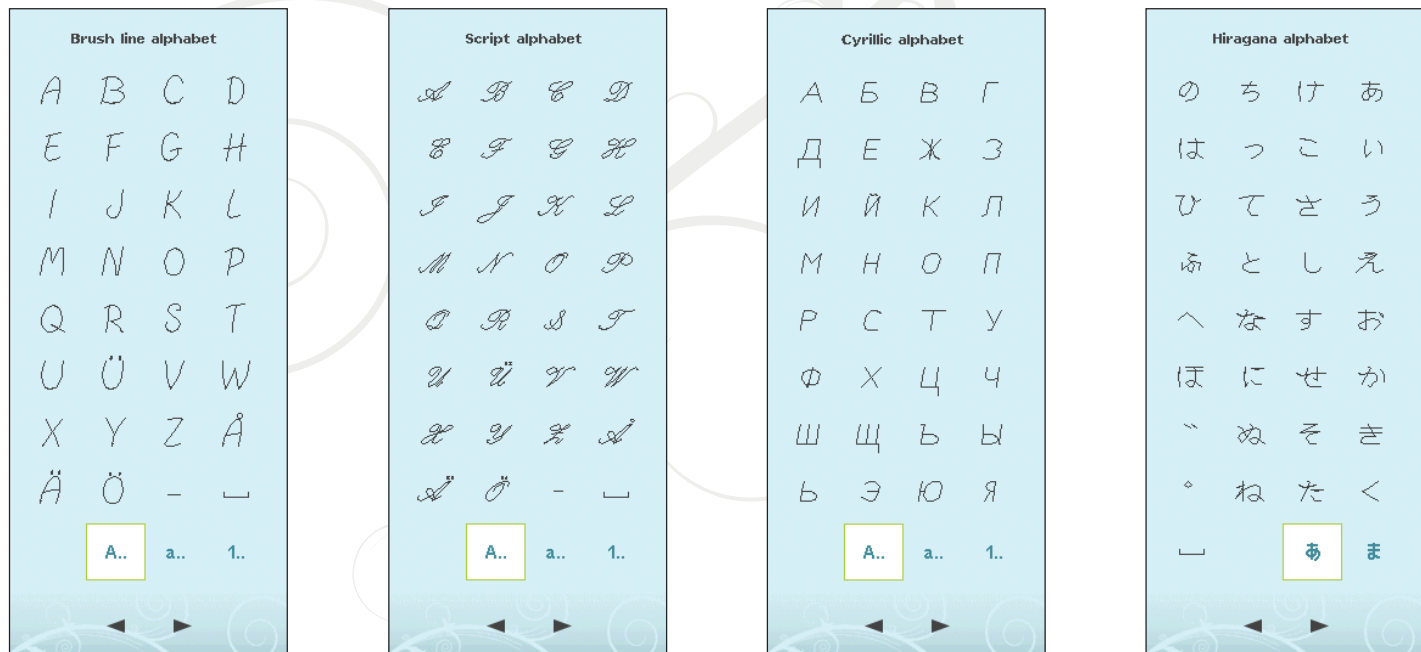 Brush line alphabet
A B C D
E F G H
I J K L
M N O P
Q R S T
U Ü V W
X Y Z Å
Ä Ö - ⎵
A.. a.. 1..
Script alphabet
A B C D
E F G H
I J K L
M N O P
Q R S T
U Ü V W
X Y Z Å
Ä Ö - ⎵
A.. a.. 1..
Cyrillic alphabet
А Б В Г
Д Е Ж З
И Й К Л
М Н О П
Р С Т У
Ф Х Ц Ч
Ш Щ Ъ Ы
Ь Э Ю Я
A.. a.. 1..
Hiragana alphabet
の ち け あ
は っ こ い
ひ て さ う
ふ と し え
へ な す お
ほ に せ か
゛ ぬ そ き
゜ ね た く
⎵ あ ま